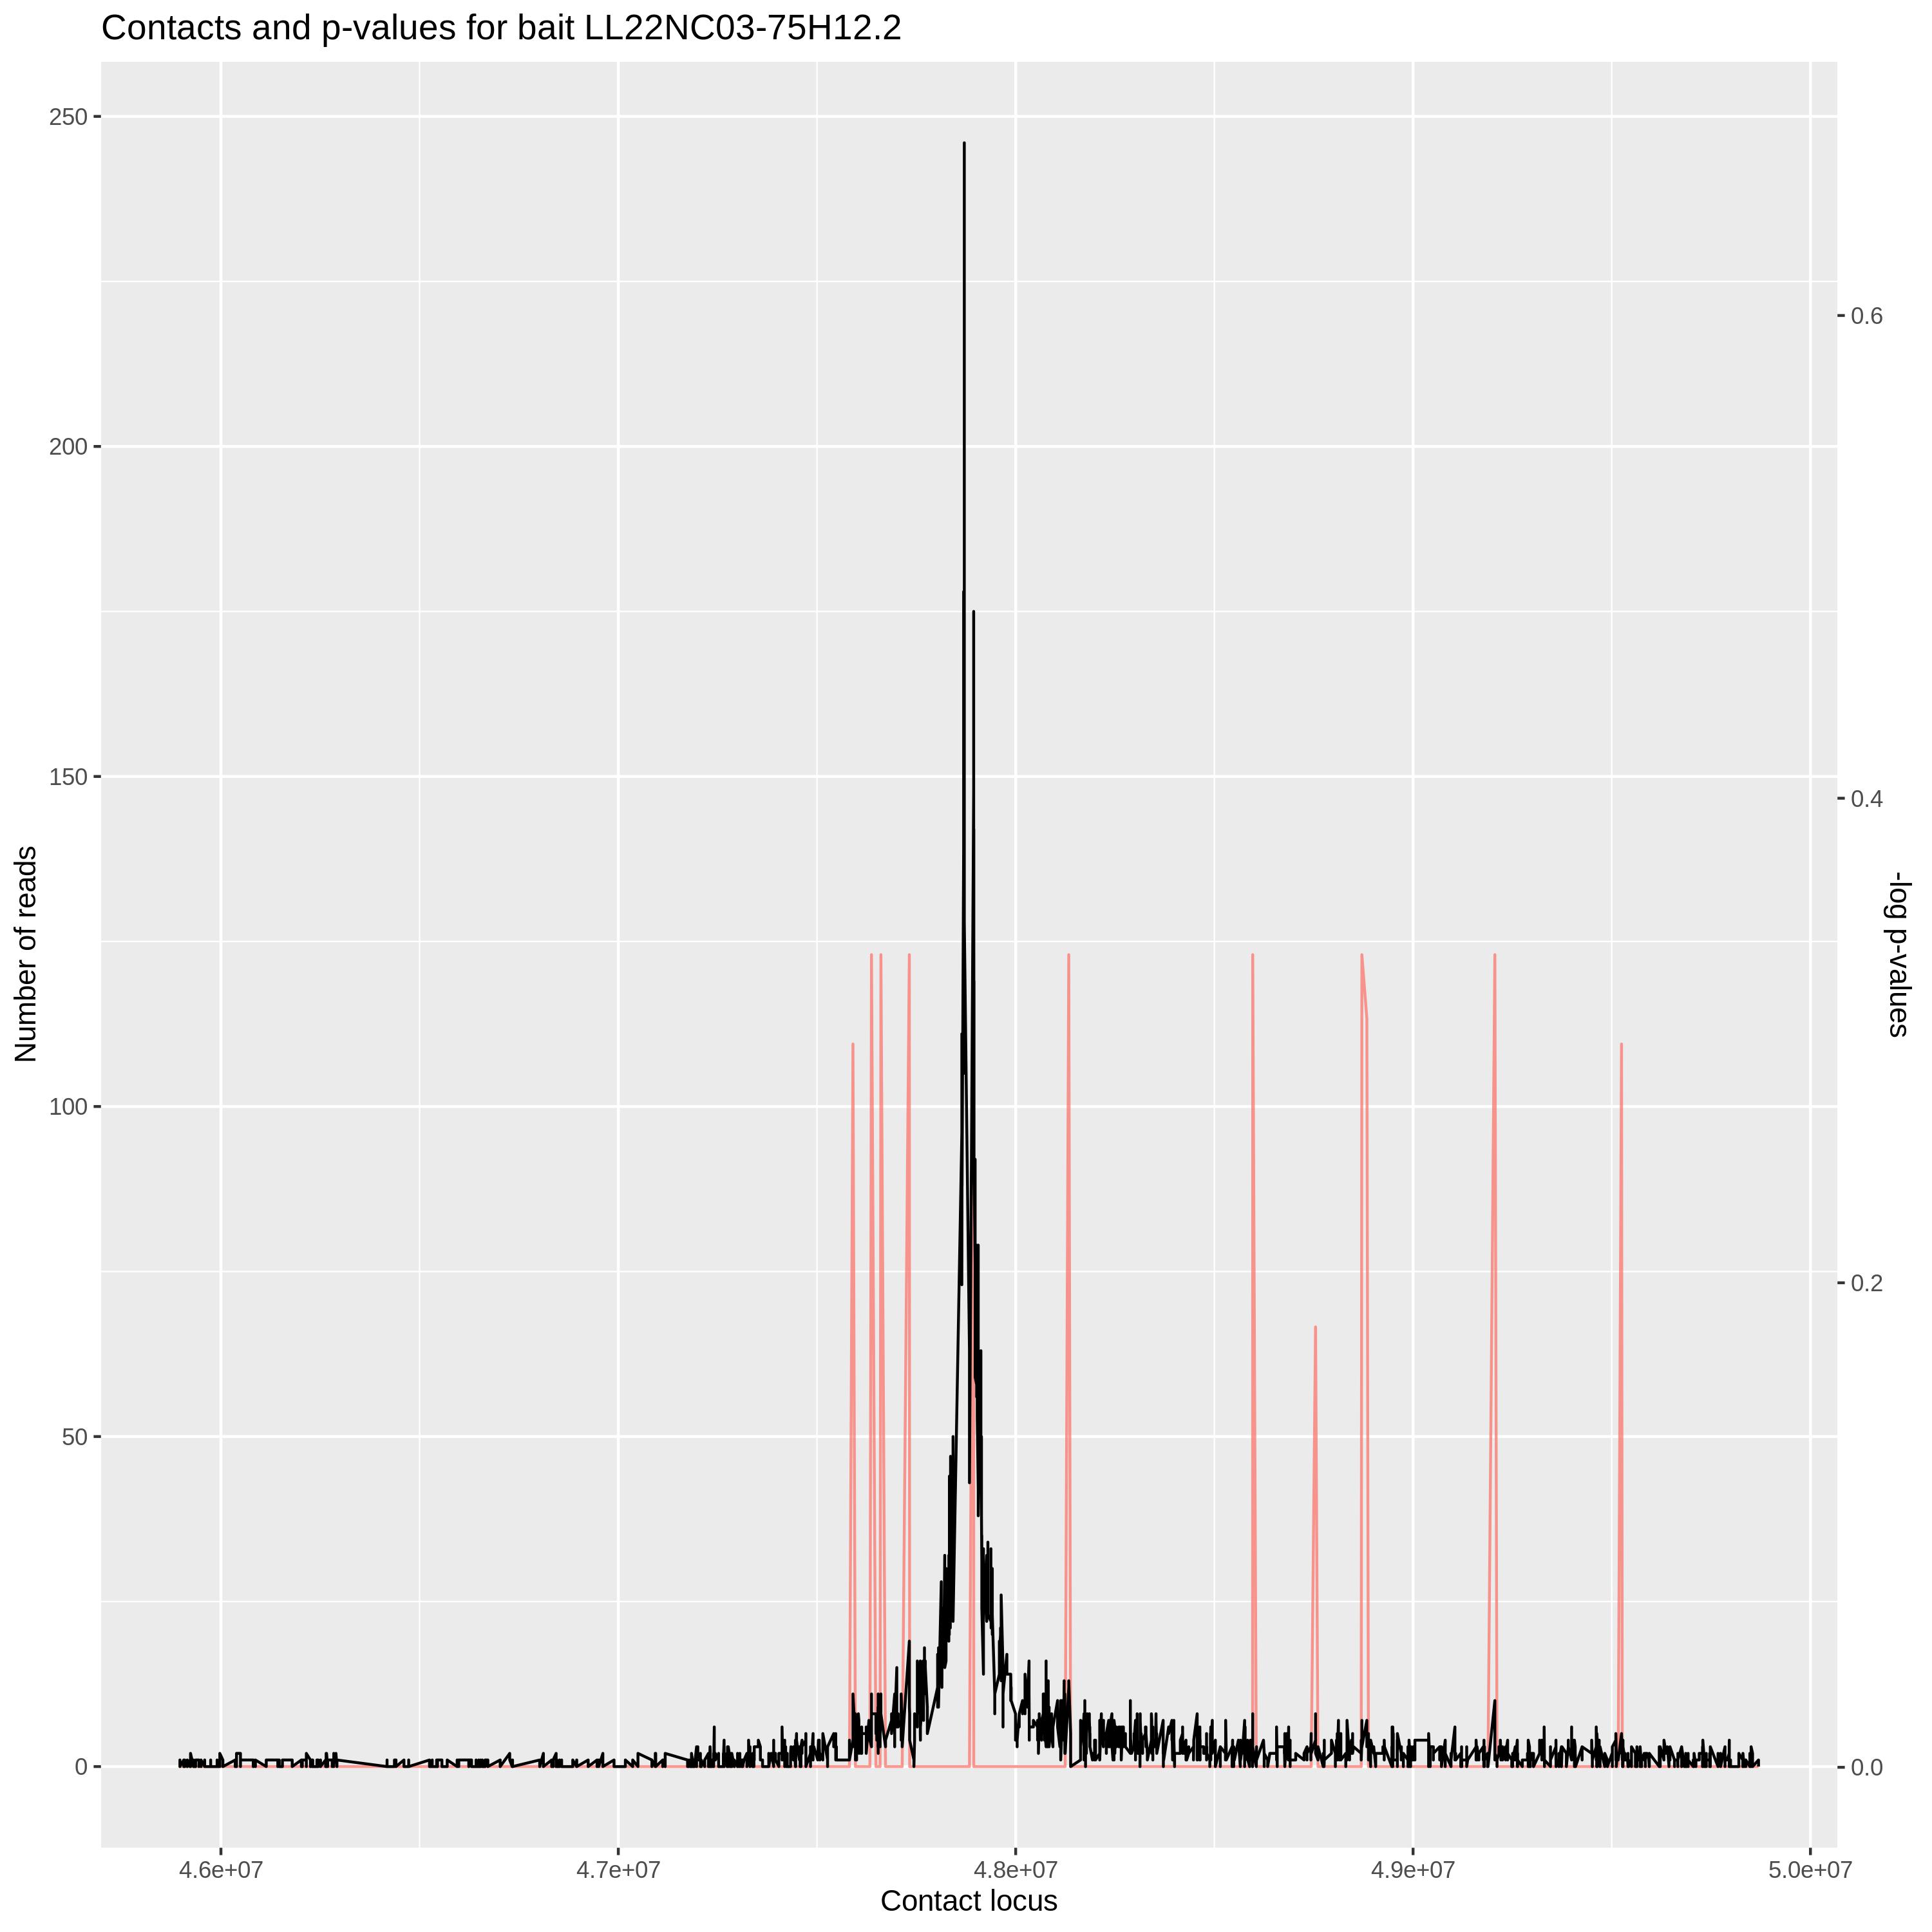 Contacts and p-values for bait LL22NC03-75H12.2
250
200
150
100
50
0
Number of reads
0.6
0.4
0.2
0.0
-log p-values
4.6e+07
4.7e+07
4.8e+07
4.9e+07
5.0e+07
Contact locus